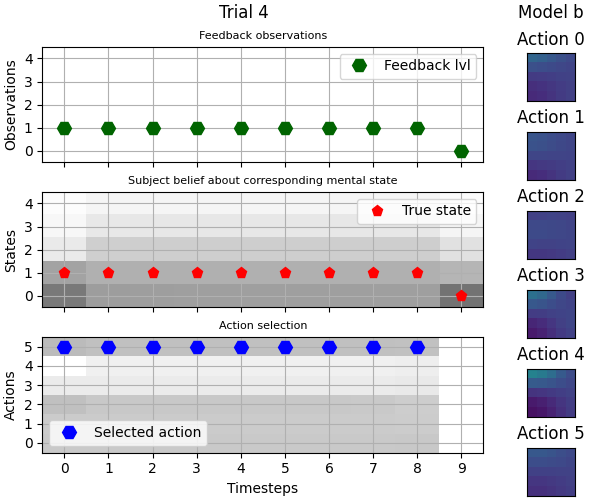 Trial 4
Model b
Feedback observations
Observations
4
3
2
1
0
Feedback lvl
Subject belief about corresponding mental state
States
4
3
2
1
0
True state
Action selection
Actions
5
4
3
2
1
0
Selected action
0 1 2 3 4 5 6 7 8 9
Timesteps
Action 0
Action 1
Action 2
Action 3
Action 4
Action 5